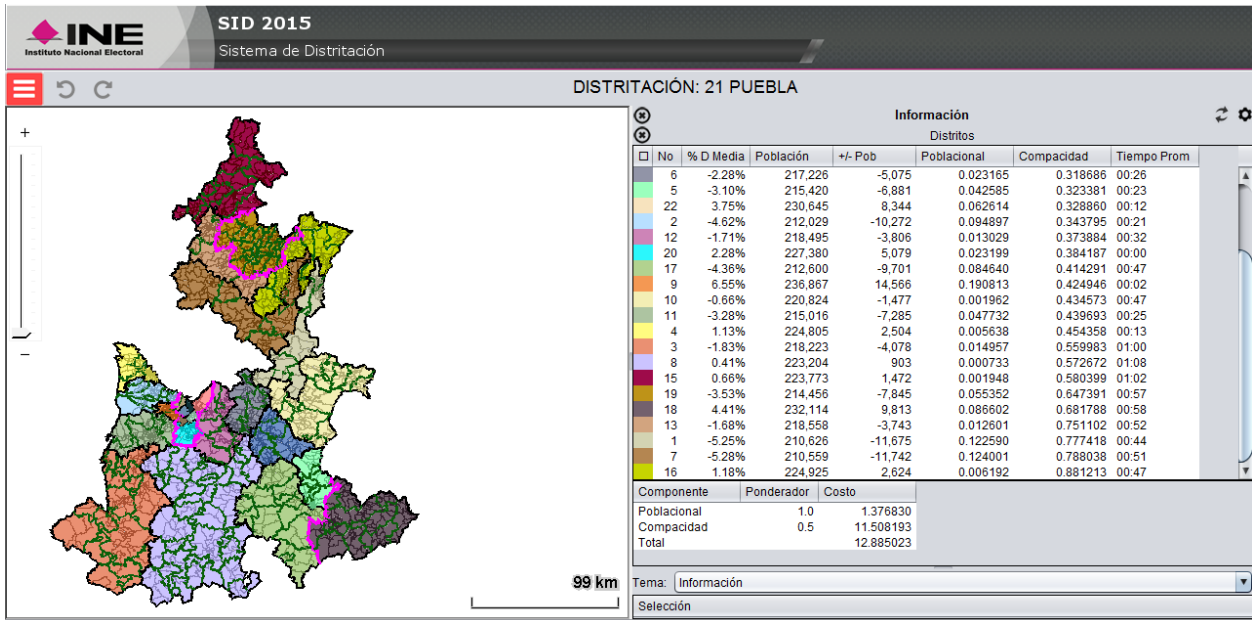 INE
Instituto Nacional Electoral
SID 2015
Sistema de Distritación
DISTRITACIÓN: 21 PUEBLA
+
−
99 km
Información
Distritos
No % D Media Población +/- Pob Poblacional Compacidad Tiempo Prom
6 -2.28% 217,226 -5,075 0.023165 0.318686 00:26
5 -3.10% 215,420 -6,881 0.042585 0.323381 00:23
22 3.75% 230,645 8,344 0.062614 0.328860 00:12
2 -4.62% 212,029 -10,272 0.094897 0.343795 00:21
12 -1.71% 218,495 -3,806 0.013029 0.373884 00:32
20 2.28% 227,380 5,079 0.023199 0.384187 00:00
17 -4.36% 212,600 -9,701 0.084640 0.414291 00:47
9 6.55% 236,867 14,566 0.190813 0.424946 00:02
10 -0.66% 220,824 -1,477 0.001962 0.434573 00:47
11 -3.28% 215,016 -7,285 0.047732 0.439693 00:25
4 1.13% 224,805 2,504 0.005638 0.454358 00:13
3 -1.83% 218,223 -4,078 0.014957 0.559983 01:00
8 0.41% 223,204 903 0.000733 0.572672 01:08
15 0.66% 223,773 1,472 0.001948 0.580399 01:02
19 -3.53% 214,456 -7,845 0.055352 0.647391 00:57
18 4.41% 232,114 9,813 0.086602 0.681788 00:58
13 -1.68% 218,558 -3,743 0.012601 0.751102 00:52
1 -5.25% 210,626 -11,675 0.122590 0.777418 00:44
7 -5.28% 210,559 -11,742 0.124001 0.788038 00:51
16 1.18% 224,925 2,624 0.006192 0.881213 00:47
Componente Ponderador Costo
Poblacional 1.0 1.376830
Compacidad 0.5 11.508193
Total 12.885023
Tema: Información
Selección